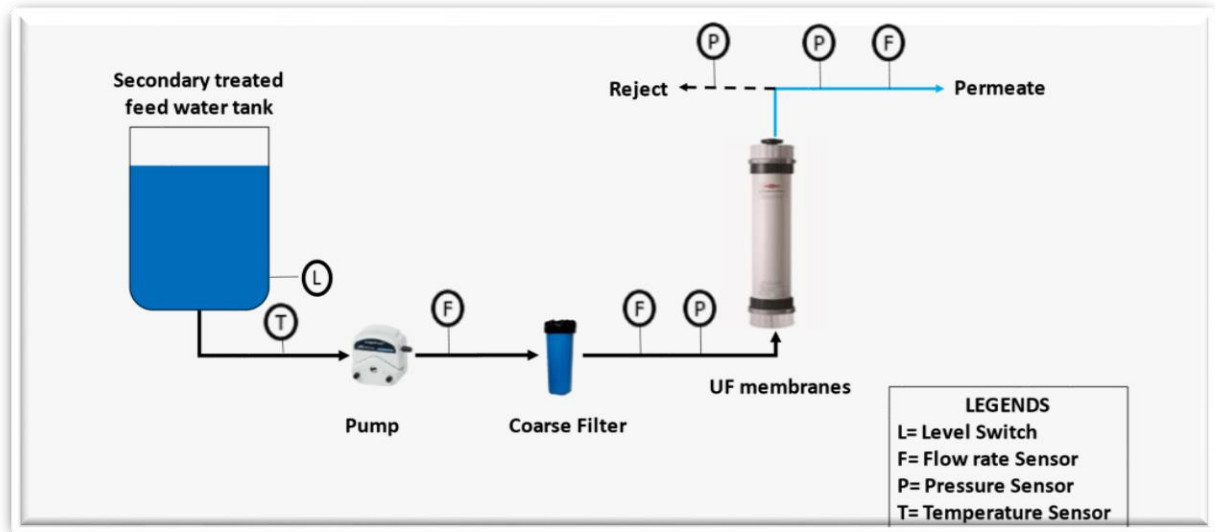 Secondary treated
feed water tank
L
T
F
F
P
P
P
F
Reject
Permeate
Pump
Coarse Filter
UF membranes
LEGENDS
L= Level Switch
F= Flow rate Sensor
P= Pressure Sensor
T= Temperature Sensor